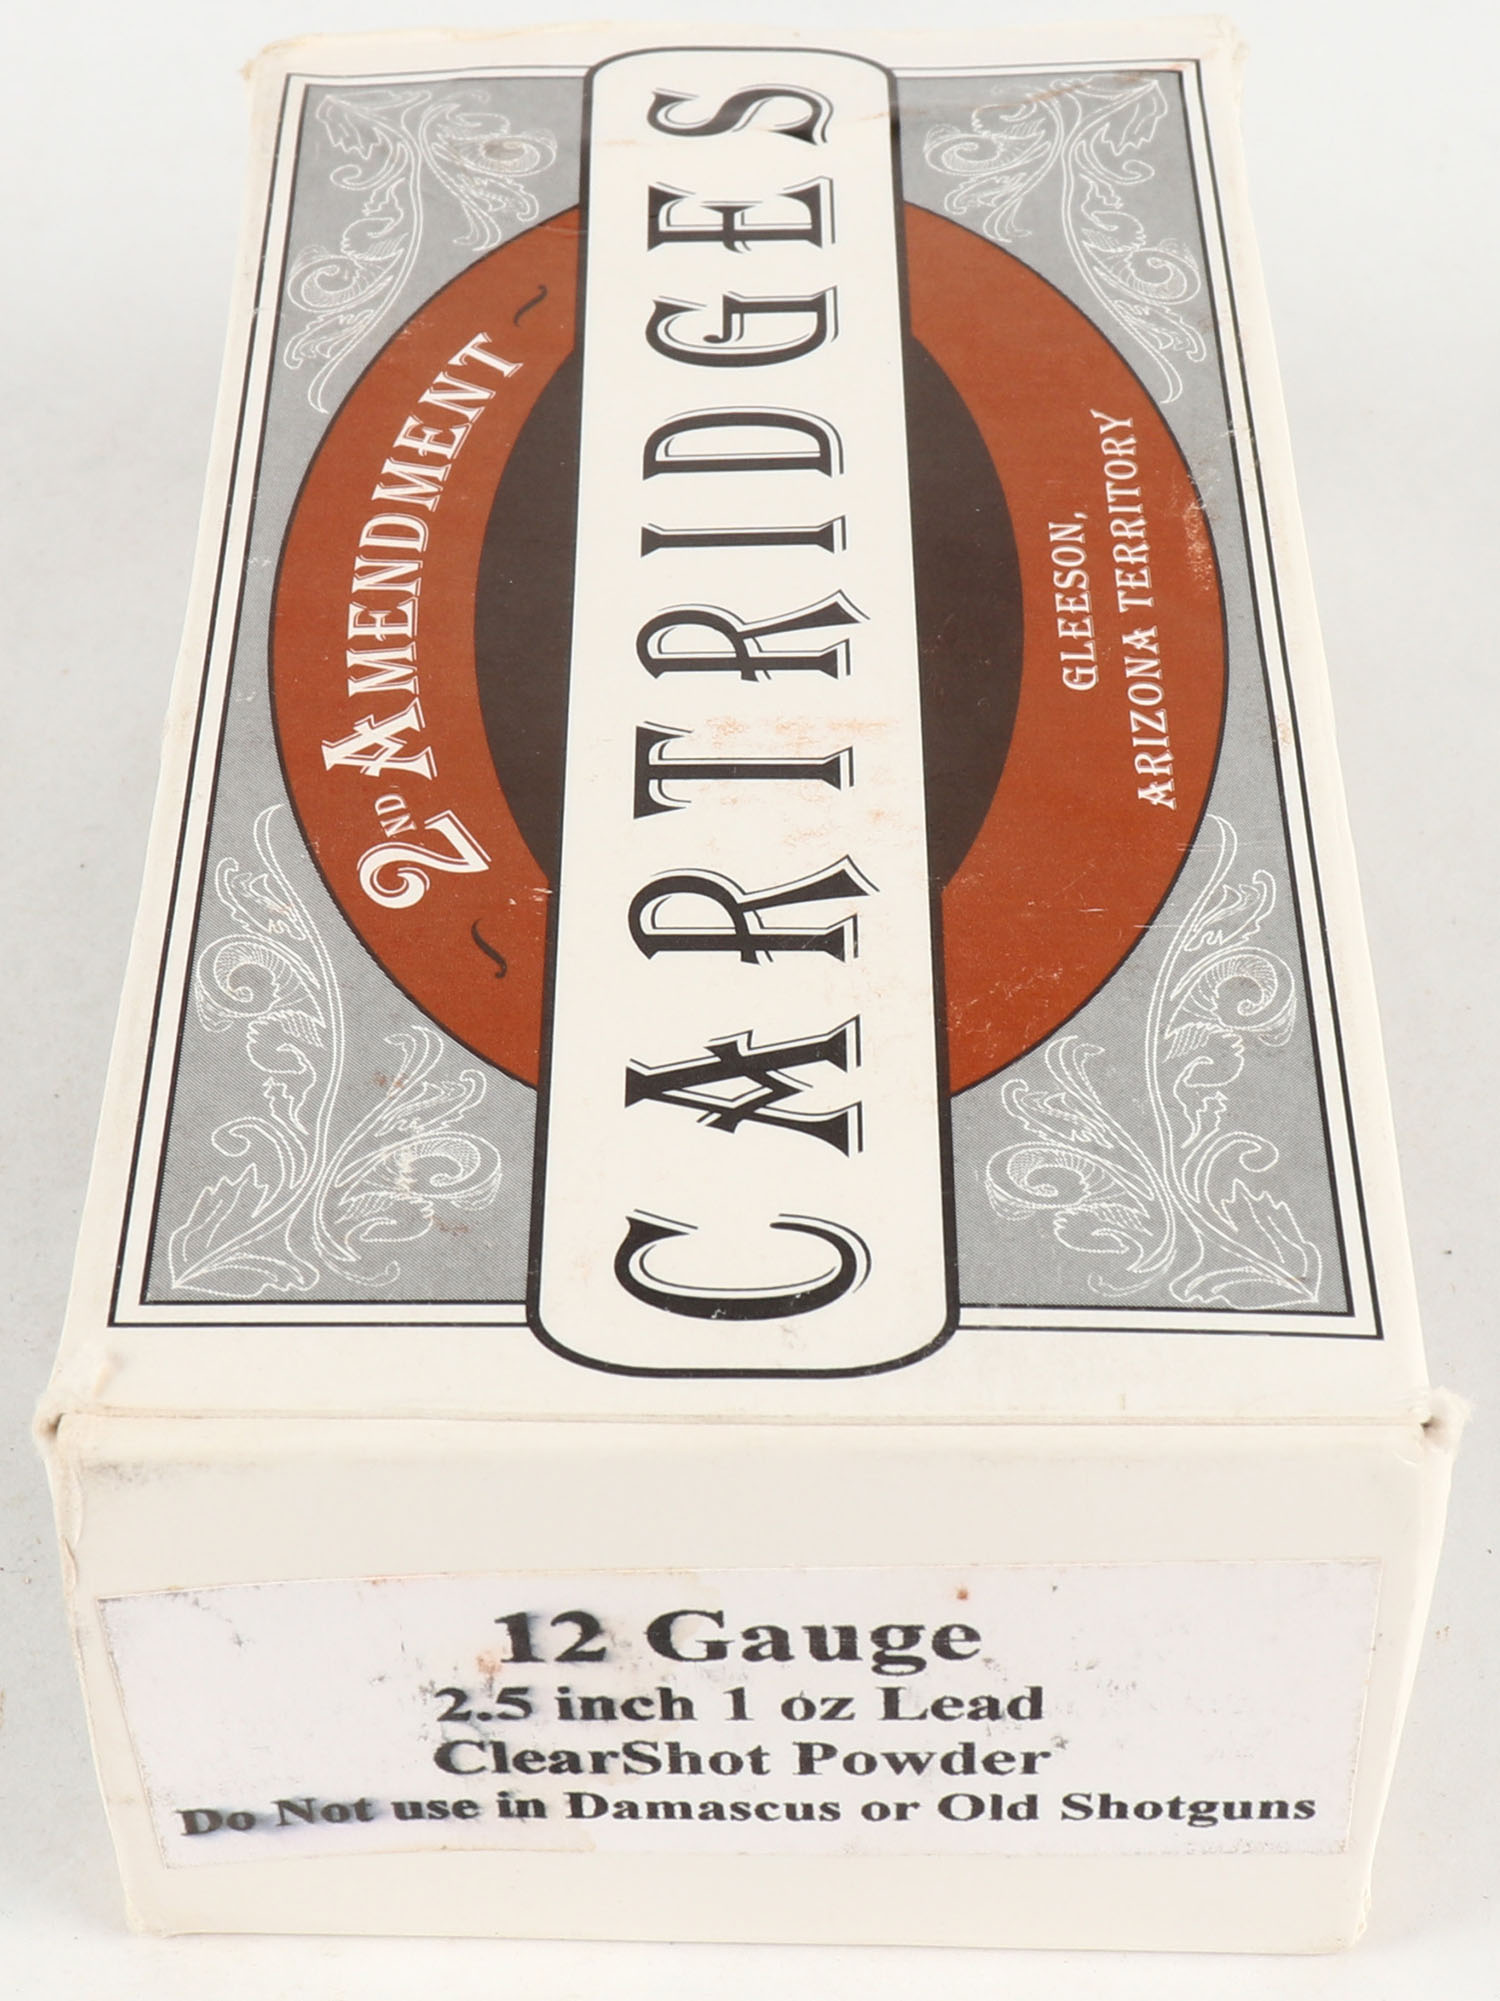 2ND AMENDMENT
CARTRIDGES
GLEESON,
ARIZONA TERRITORY
12 Gauge
2.5 inch 1 oz Lead
ClearShot Powder
Do Not use in Damascus or Old Shotguns